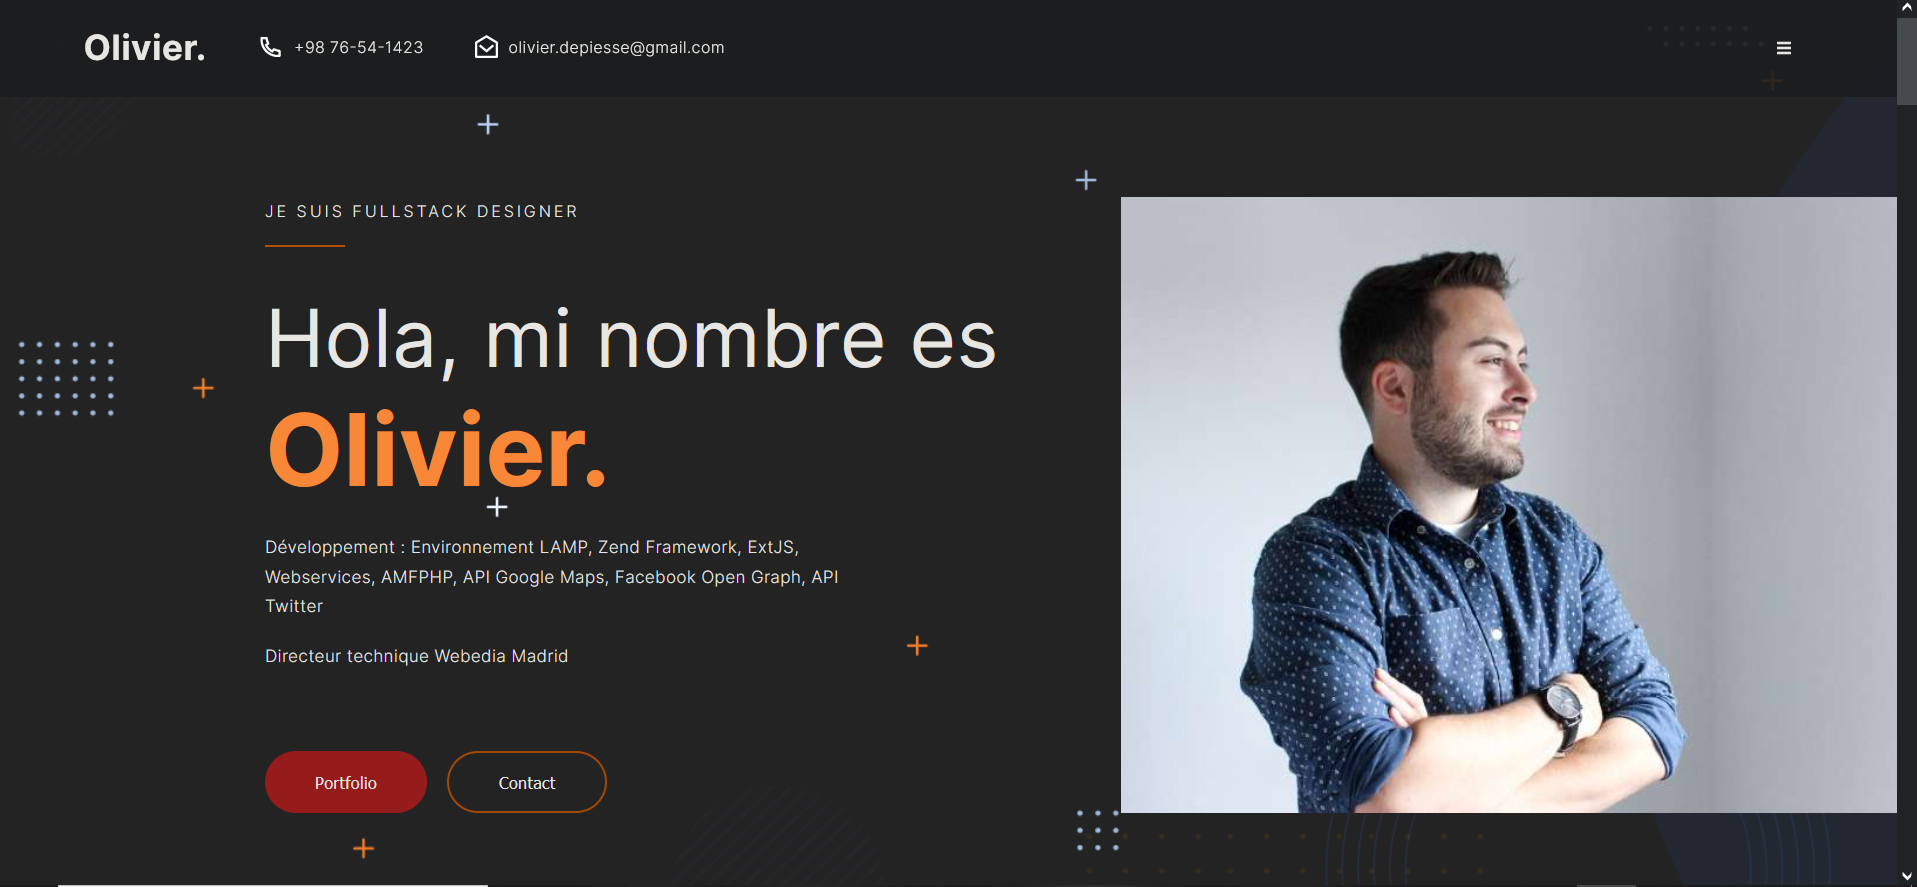 Olivier.
+98 76-54-1423
olivier.depiesse@gmail.com
JE SUIS FULLSTACK DESIGNER
Hola, mi nombre es
Olivier.
Développement : Environnement LAMP, Zend Framework, ExtJS,
Webservices, AMFPHP, API Google Maps, Facebook Open Graph, API
Twitter
Directeur technique Webedia Madrid
Portfolio
Contact